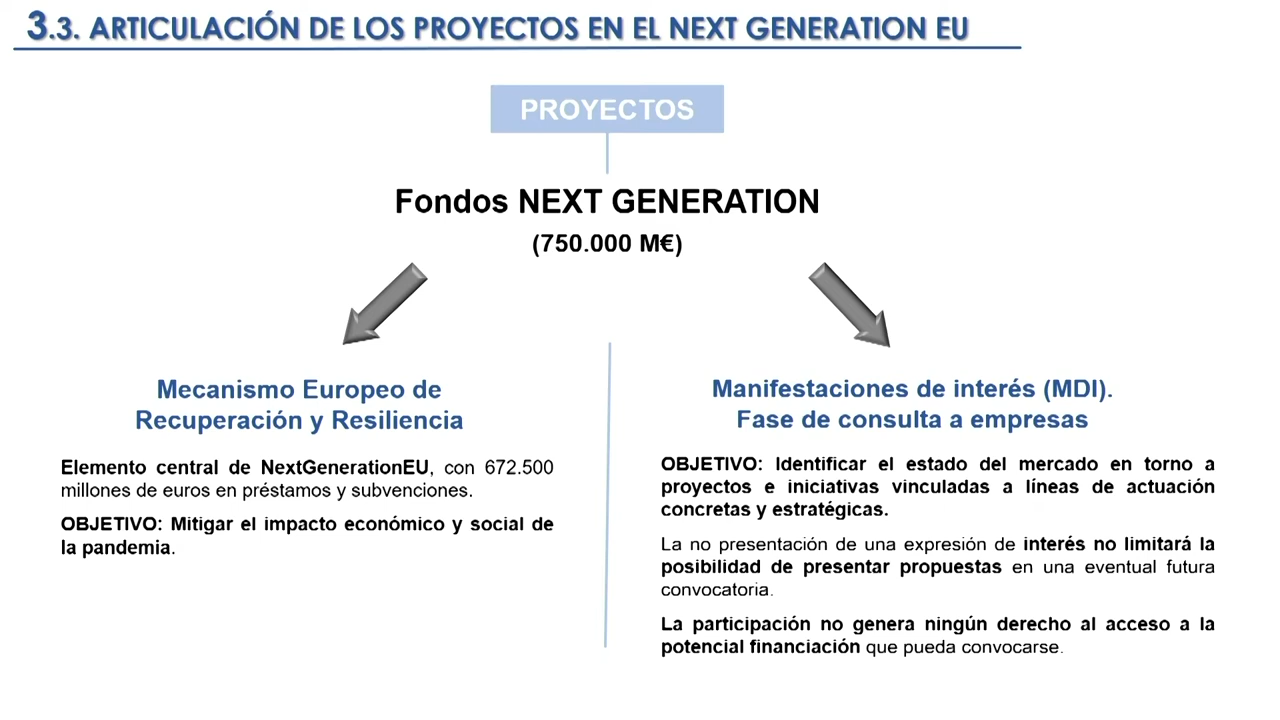 3.3. ARTICULACIÓN DE LOS PROYECTOS EN EL NEXT GENERATION EU
PROYECTOS
Fondos NEXT GENERATION
(750.000 M€)
Mecanismo Europeo de
Recuperación y Resiliencia
Elemento central de NextGenerationEU, con 672.500
millones de euros en préstamos y subvenciones.
OBJETIVO: Mitigar el impacto económico y social de
la pandemia.
Manifestaciones de interés (MDI).
Fase de consulta a empresas
OBJETIVO: Identificar el estado del mercado en torno a
proyectos e iniciativas vinculadas a líneas de actuación
concretas y estratégicas.
La no presentación de una expresión de interés no limitará la
posibilidad de presentar propuestas en una eventual futura
convocatoria.
La participación no genera ningún derecho al acceso a la
potencial financiación que pueda convocarse.